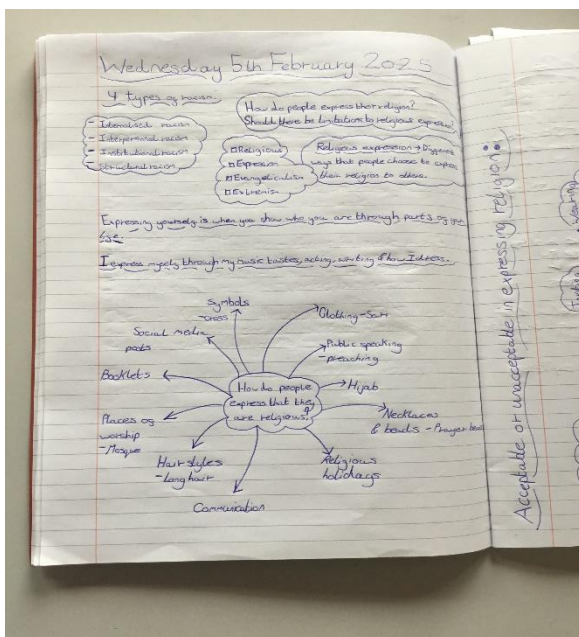 Wednesday 5th February 2025
4 types of racism.
- Internalised racism
- Interpersonal racism
- Institutional racism
- Structural racism
How do people express their religion?
Should there be limitations to religious expression?
Religious
Expression
Evangelicalism
Extremism
Religious expression → Different
ways that people choose to express
their religion to others.
Expressing yourself is when you show who you are through parts of your
life.
I express myself through my music tastes, acting, writing & how I dress.
How do people
express that they
are religious?
Symbols
- cross
Clothing - Sari
Public speaking
- preaching
Hijab
Necklaces
& beads - Prayer
Religious
holidays
Communication
Hair styles
- Long hair
Places of
worship
- Mosque
Booklets
Social media
posts
Acceptable or unacceptable in expressing religion:
Wearing